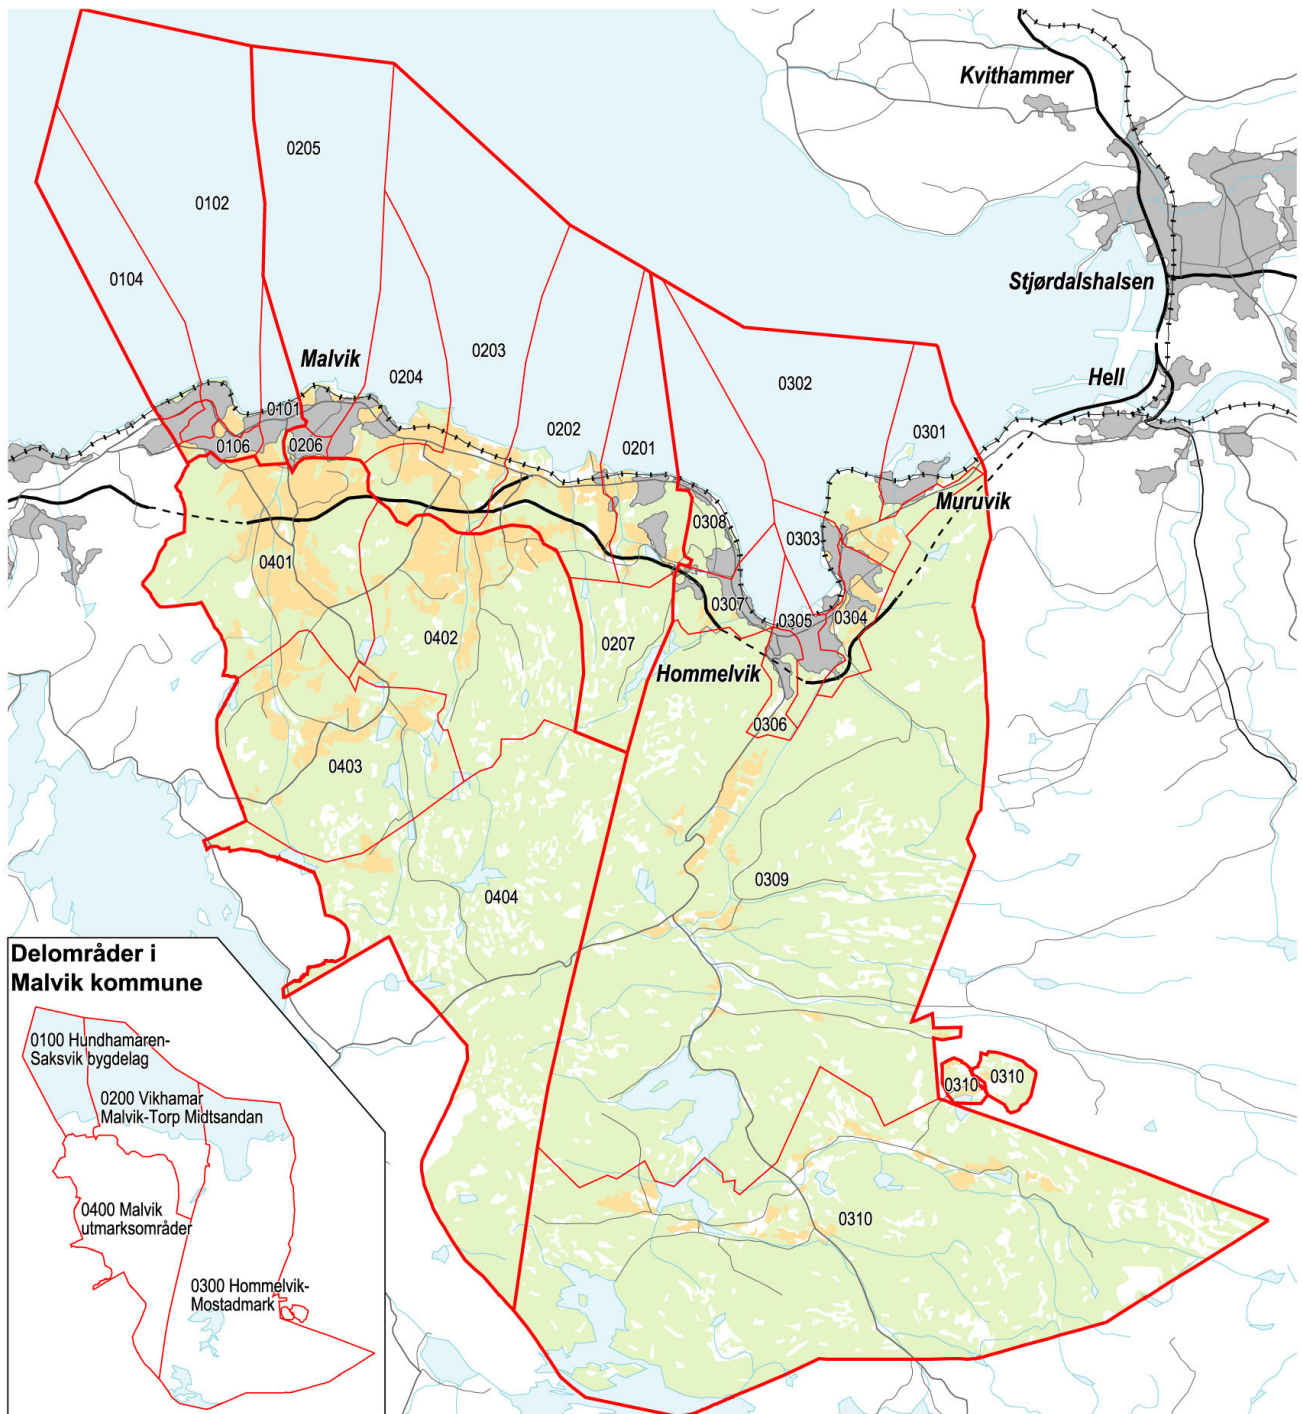 Kvithammer
0205
0102
0104
Stjørdalshalsen
0203
Malvik
0204
0302
Hell
0101
0106
0206
0202
0201
0301
Muruvik
0308
0303
0401
0307
0305
0304
0402
0207
Hommelvik
0306
0403
0309
0404
Delområder i
Malvik kommune
0100 Hundhamaren-
Saksvik bygdelag
0200 Vikhamar
Malvik-Torp Midtsandan
0400 Malvik
utmarksområder
0300 Hommelvik-
Mostadmark
0310
0310
0310